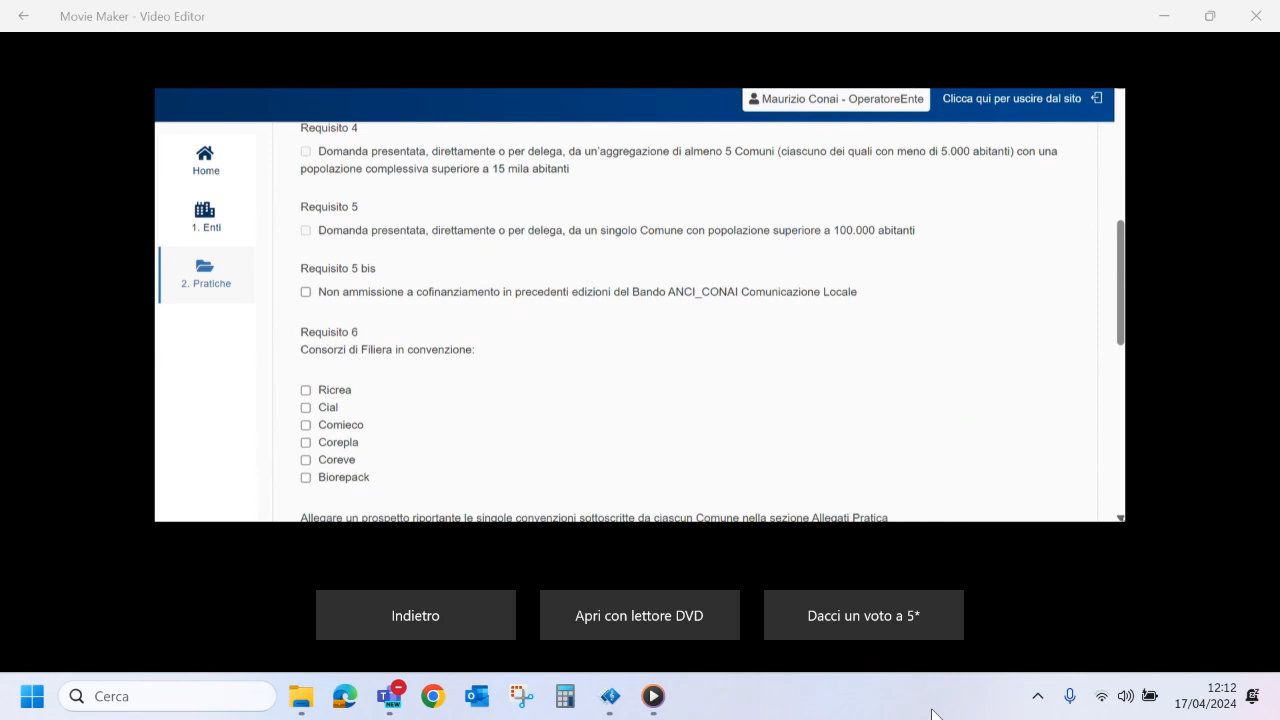 Movie Maker - Video Editor
Maurizio Conai - OperatoreEnte
Clicca qui per uscire dal sito
Home
1. Enti
2. Pratiche
Requisito 4
Domanda presentata, direttamente o per delega, da un'aggregazione di almeno 5 Comuni (ciascuno dei quali con meno di 5.000 abitanti) con una
popolazione complessiva superiore a 15 mila abitanti
Requisito 5
Domanda presentata, direttamente o per delega, da un singolo Comune con popolazione superiore a 100.000 abitanti
Requisito 5 bis
Non ammissione a cofinanziamento in precedenti edizioni del Bando ANCI_CONAI Comunicazione Locale
Requisito 6
Consorzi di Filiera in convenzione:
Ricrea
Cial
Comieco
Corepla
Coreve
Biorepack
Allegare un prospetto riportante le singole convenzioni sottoscritte da ciascun Comune nella sezione Allegati Pratica
Indietro
Apri con lettore DVD
Dacci un voto a 5*
Cerca
NEW
12:12
17/04/2024